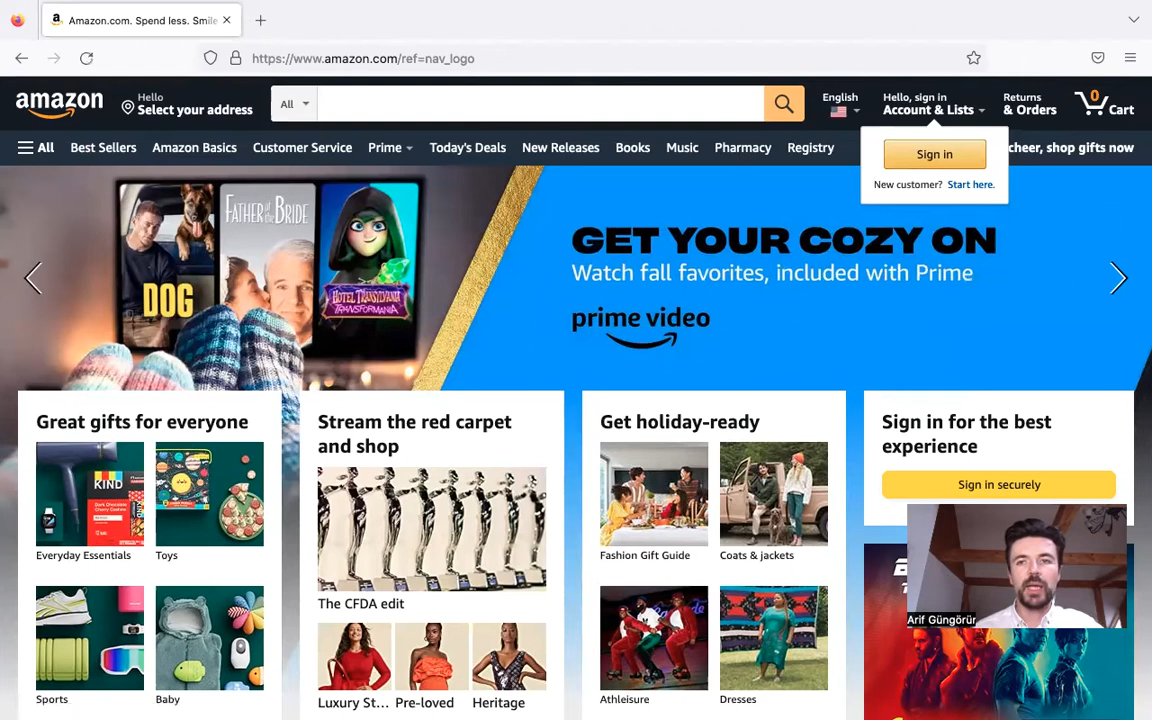 Amazon.com. Spend less. Smile
https://www.amazon.com/ref=nav_logo
amazon
Hello
Select your address
All
English
Hello, sign in
Account & Lists
Returns
& Orders
0
Cart
All
Best Sellers
Amazon Basics
Customer Service
Prime
Today's Deals
New Releases
Books
Music
Pharmacy
Registry
cheer, shop gifts now
Sign in
New customer? Start here.
DOG
FATHER of the BRIDE
HOTEL TRANSYLVANIA
TRANSFORMANIA
GET YOUR COZY ON
Watch fall favorites, included with Prime
prime video
Great gifts for everyone
KIND
Everyday Essentials
Toys
Sports
Baby
Stream the red carpet
and shop
The CFDA edit
Luxury St...
Pre-loved
Heritage
Get holiday-ready
Fashion Gift Guide
Coats & jackets
Athleisure
Dresses
Sign in for the best
experience
Sign in securely
Arif Güngörür